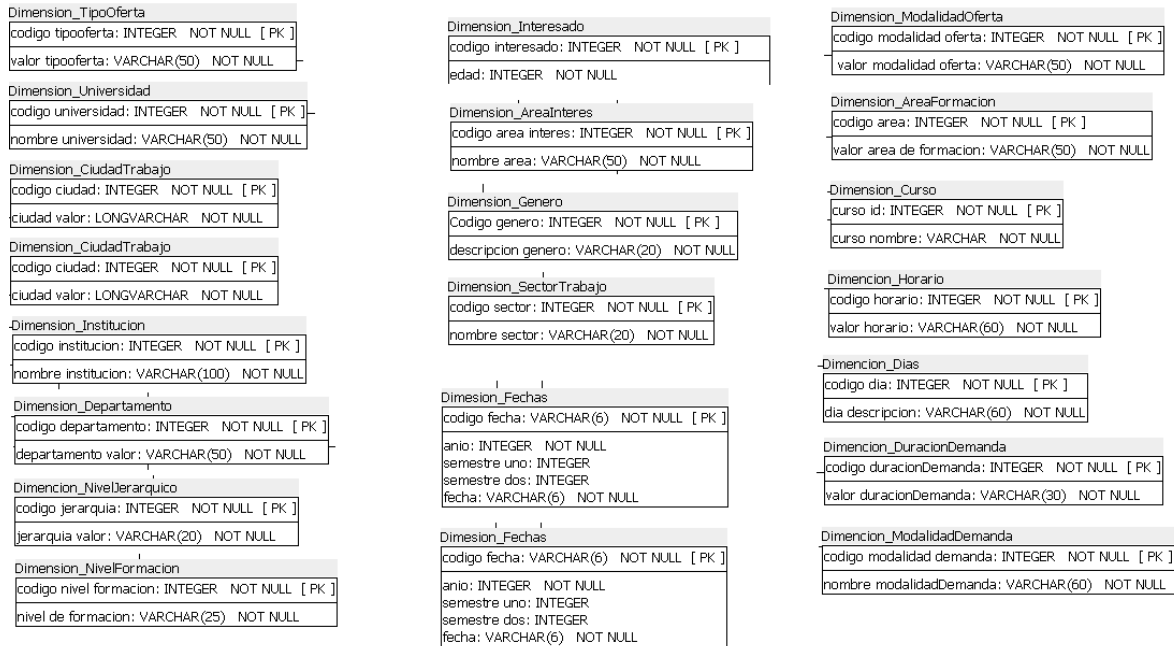 Dimension_TipoOferta
codigo tipooferta: INTEGER NOT NULL [ PK ]
valor tipooferta: VARCHAR(50) NOT NULL
Dimension_Universidad
codigo universidad: INTEGER NOT NULL [ PK ]
nombre universidad: VARCHAR(50) NOT NULL
Dimension_CiudadTrabajo
codigo ciudad: INTEGER NOT NULL [ PK ]
ciudad valor: LONGVARCHAR NOT NULL
Dimension_CiudadTrabajo
codigo ciudad: INTEGER NOT NULL [ PK ]
ciudad valor: LONGVARCHAR NOT NULL
Dimension_Institucion
codigo institucion: INTEGER NOT NULL [ PK ]
nombre institucion: VARCHAR(100) NOT NULL
Dimension_Departamento
codigo departamento: INTEGER NOT NULL [ PK ]
departamento valor: VARCHAR(50) NOT NULL
Dimencion_NivelJerarquico
codigo jerarquia: INTEGER NOT NULL [ PK ]
jerarquia valor: VARCHAR(20) NOT NULL
Dimension_NivelFormacion
codigo nivel formacion: INTEGER NOT NULL [ PK ]
nivel de formacion: VARCHAR(25) NOT NULL
Dimension_Interesado
codigo interesado: INTEGER NOT NULL [ PK ]
edad: INTEGER NOT NULL
Dimension_AreaInteres
codigo area interes: INTEGER NOT NULL [ PK ]
nombre area: VARCHAR(50) NOT NULL
Dimension_Genero
Codigo genero: INTEGER NOT NULL [ PK ]
descripcion genero: VARCHAR(20) NOT NULL
Dimension_SectorTrabajo
codigo sector: INTEGER NOT NULL [ PK ]
nombre sector: VARCHAR(20) NOT NULL
Dimesion_Fechas
codigo fecha: VARCHAR(6) NOT NULL [ PK ]
anio: INTEGER NOT NULL
semestre uno: INTEGER
semestre dos: INTEGER
fecha: VARCHAR(6) NOT NULL
Dimesion_Fechas
codigo fecha: VARCHAR(6) NOT NULL [ PK ]
anio: INTEGER NOT NULL
semestre uno: INTEGER
semestre dos: INTEGER
fecha: VARCHAR(6) NOT NULL
Dimension_ModalidadOferta
codigo modalidad oferta: INTEGER NOT NULL [ PK ]
valor modalidad oferta: VARCHAR(50) NOT NULL
Dimension_AreaFormacion
codigo area: INTEGER NOT NULL [ PK ]
valor area de formacion: VARCHAR(50) NOT NULL
Dimension_Curso
curso id: INTEGER NOT NULL [ PK ]
curso nombre: VARCHAR NOT NULL
Dimencion_Horario
codigo horario: INTEGER NOT NULL [ PK ]
valor horario: VARCHAR(60) NOT NULL
Dimencion_Dias
codigo dia: INTEGER NOT NULL [ PK ]
dia descripcion: VARCHAR(60) NOT NULL
Dimencion_DuracionDemanda
codigo duracionDemanda: INTEGER NOT NULL [ PK ]
valor duracionDemanda: VARCHAR(30) NOT NULL
Dimencion_ModalidadDemanda
codigo modalidad demanda: INTEGER NOT NULL [ PK ]
nombre modalidadDemanda: VARCHAR(60) NOT NULL